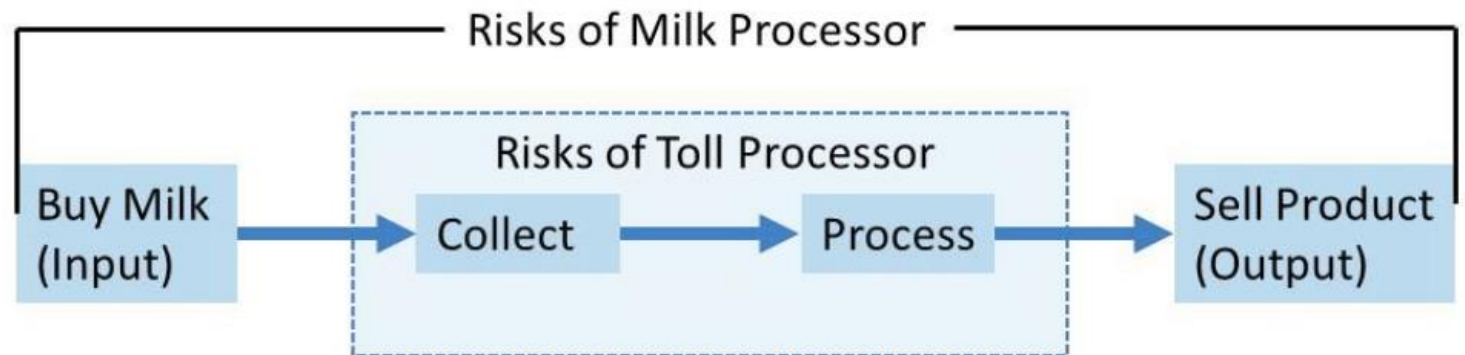 Risks of Milk Processor
Risks of Toll Processor
Buy Milk
(Input)
Collect
Process
Sell Product
(Output)